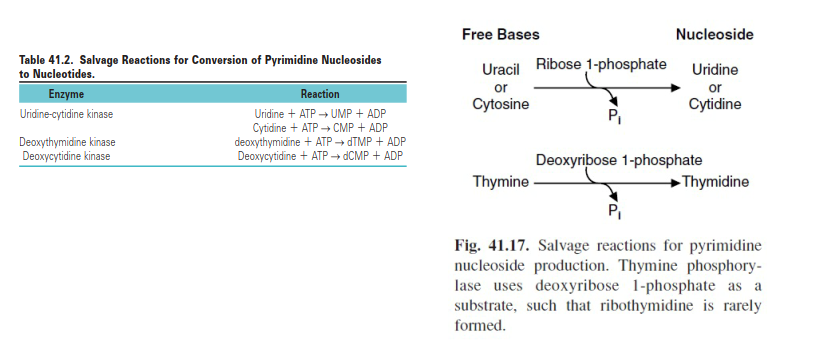 Table 41.2. Salvage Reactions for Conversion of Pyrimidine Nucleosides
to Nucleotides.
Enzyme Reaction
Uridine-cytidine kinase Uridine + ATP → UMP + ADP
Cytidine + ATP → CMP + ADP
Deoxythymidine kinase deoxythymidine + ATP → dTMP + ADP
Deoxycytidine kinase Deoxycytidine + ATP → dCMP + ADP
Free Bases Nucleoside
Uracil Ribose 1-phosphate Uridine
or or
Cytosine Cytidine
Pi
Deoxyribose 1-phosphate
Thymine Thymidine
Pi
Fig. 41.17. Salvage reactions for pyrimidine
nucleoside production. Thymine phosphory-
lase uses deoxyribose 1-phosphate as a
substrate, such that ribothymidine is rarely
formed.